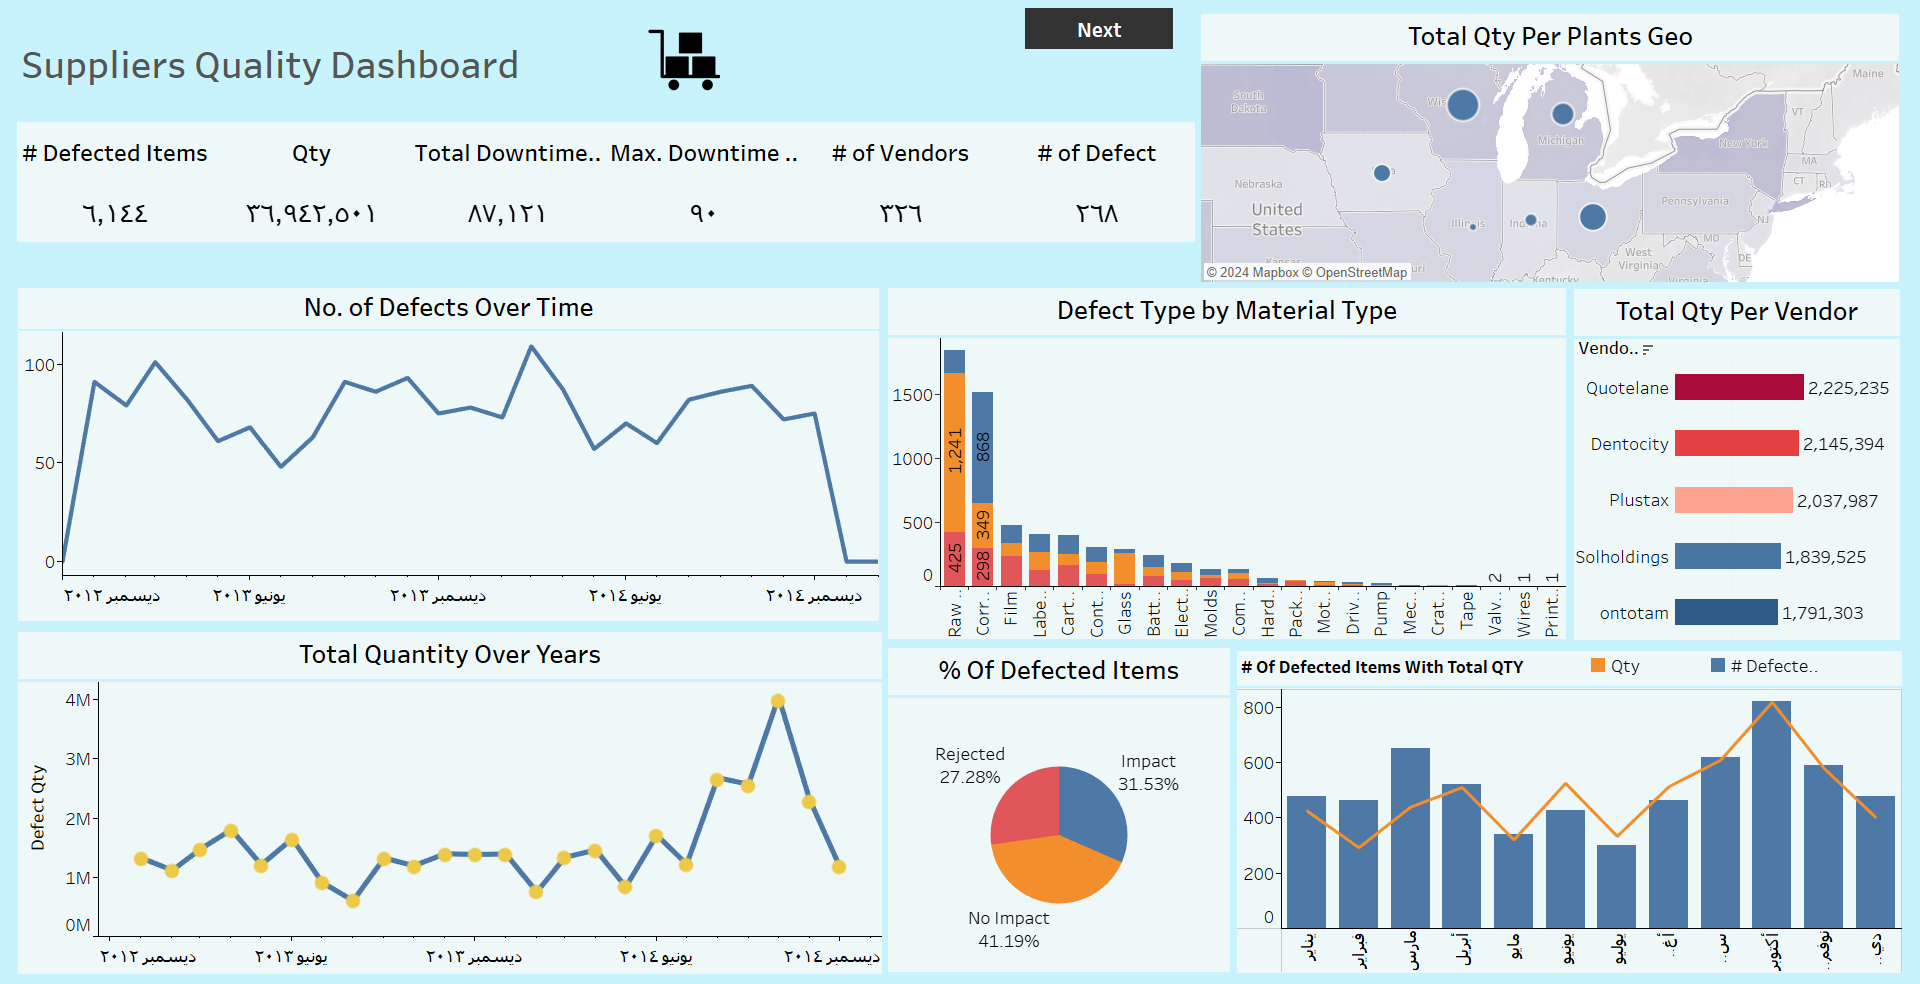 Suppliers Quality Dashboard
Next
# Defected Items
Qty
Total Downtime..
Max. Downtime ..
# of Vendors
# of Defect
٦,١٤٤
٣٦,٩٤٢,٥٠١
٨٧,١٢١
٩٠
٣٢٦
٢٦٨
Total Qty Per Plants Geo
Maine
South
Dakota
Wis
Michigan
VT
New York
MA
CT
Rh
Nebraska
United
States
Illinois
Indiana
Pennsylvania
NJ
MD
DE
West
Virginia
Kansas
uri
Kentucky
Virginia
© 2024 Mapbox © OpenStreetMap
No. of Defects Over Time
100
50
0
ديسمبر ٢٠١٢
يونيو ٢٠١٣
ديسمبر ٢٠١٣
يونيو ٢٠١٤
ديسمبر ٢٠١٤
Defect Type by Material Type
1500
1000
500
0
1,241
425
868
349
298
2
1
1
Raw ..
Corr..
Film
Labe..
Cart..
Cont..
Glass
Batt..
Elect..
Molds
Com..
Hard..
Pack..
Mot..
Driv..
Pump
Mec..
Crat..
Tape
Valv..
Wires
Print..
Total Qty Per Vendor
Vendo..
Quotelane 2,225,235
Dentocity 2,145,394
Plustax 2,037,987
Solholdings 1,839,525
ontotam 1,791,303
Total Quantity Over Years
Defect Qty
4M
3M
2M
1M
0M
ديسمبر ٢٠١٢
يونيو ٢٠١٣
ديسمبر ٢٠١٣
يونيو ٢٠١٤
ديسمبر ٢٠١٤
% Of Defected Items
Rejected
27.28%
Impact
31.53%
No Impact
41.19%
# Of Defected Items With Total QTY
Qty
# Defecte..
800
600
400
200
0
يناير
فبراير
مارس
أبريل
مايو
يونيو
يوليو
أغ..
س..
أكتوبر
نوفم..
دي..